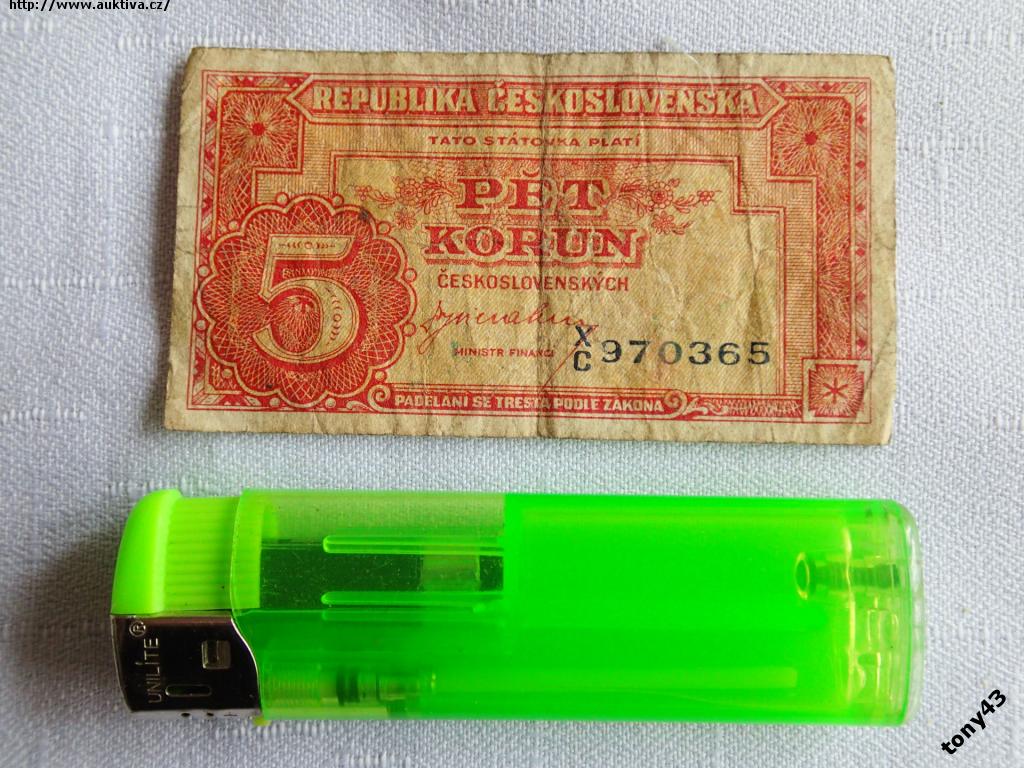 http://www.auktiva.cz/
REPUBLIKA ČESKOSLOVENSKÁ
TATO STÁTOVKA PLATÍ
PĚT
KORUN
5
ČESKOSLOVENSKÝCH
MINISTR FINANCÍ
X/C 970365
PADĚLÁNÍ SE TRESTÁ PODLE ZÁKONA
UNILITE®
tony43